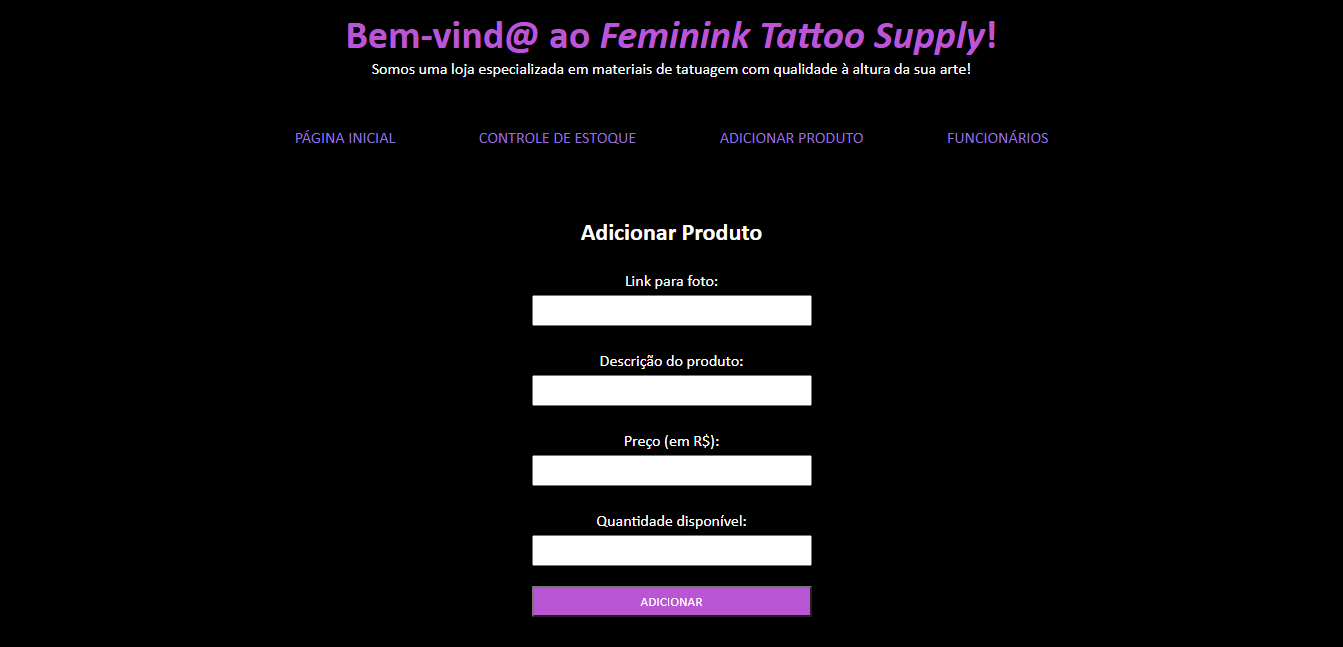 Bem-vind@ ao Feminink Tattoo Supply!
Somos uma loja especializada em materiais de tatuagem com qualidade à altura da sua arte!
PÁGINA INICIAL CONTROLE DE ESTOQUE ADICIONAR PRODUTO FUNCIONÁRIOS
Adicionar Produto
Link para foto:
Descrição do produto:
Preço (em R$):
Quantidade disponível:
ADICIONAR